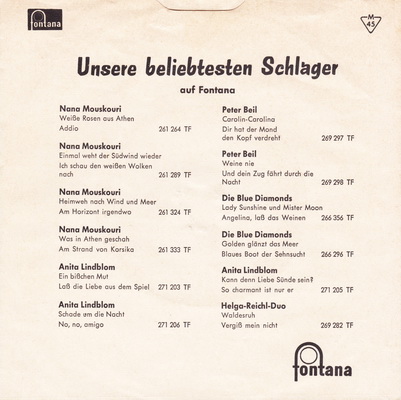 fontana
M
45
Unsere beliebtesten Schlager
auf Fontana
Nana Mouskouri
Weiße Rosen aus Athen
Addio 261 264 TF
Nana Mouskouri
Einmal weht der Südwind wieder
Ich schau den weißen Wolken
nach 261 289 TF
Nana Mouskouri
Heimweh nach Wind und Meer
Am Horizont irgendwo 261 324 TF
Nana Mouskouri
Was in Athen geschah
Am Strand von Korsika 261 333 TF
Anita Lindblom
Ein bißchen Mut
Laß die Liebe aus dem Spiel 271 203 TF
Anita Lindblom
Schade um die Nacht
No, no, amigo 271 206 TF
Peter Beil
Carolin-Carolina
Dir hat der Mond
den Kopf verdreht 269 297 TF
Peter Beil
Weine nie
Und dein Zug fährt durch die
Nacht 269 298 TF
Die Blue Diamonds
Lady Sunshine und Mister Moon
Angelina, laß das Weinen 266 356 TF
Die Blue Diamonds
Golden glänzt das Meer
Blaues Boot der Sehnsucht 266 296 TF
Anita Lindblom
Kann denn Liebe Sünde sein?
So charmant ist nur er 271 205 TF
Helga-Reichl-Duo
Waldesruh
Vergiß mein nicht 269 282 TF
fontana